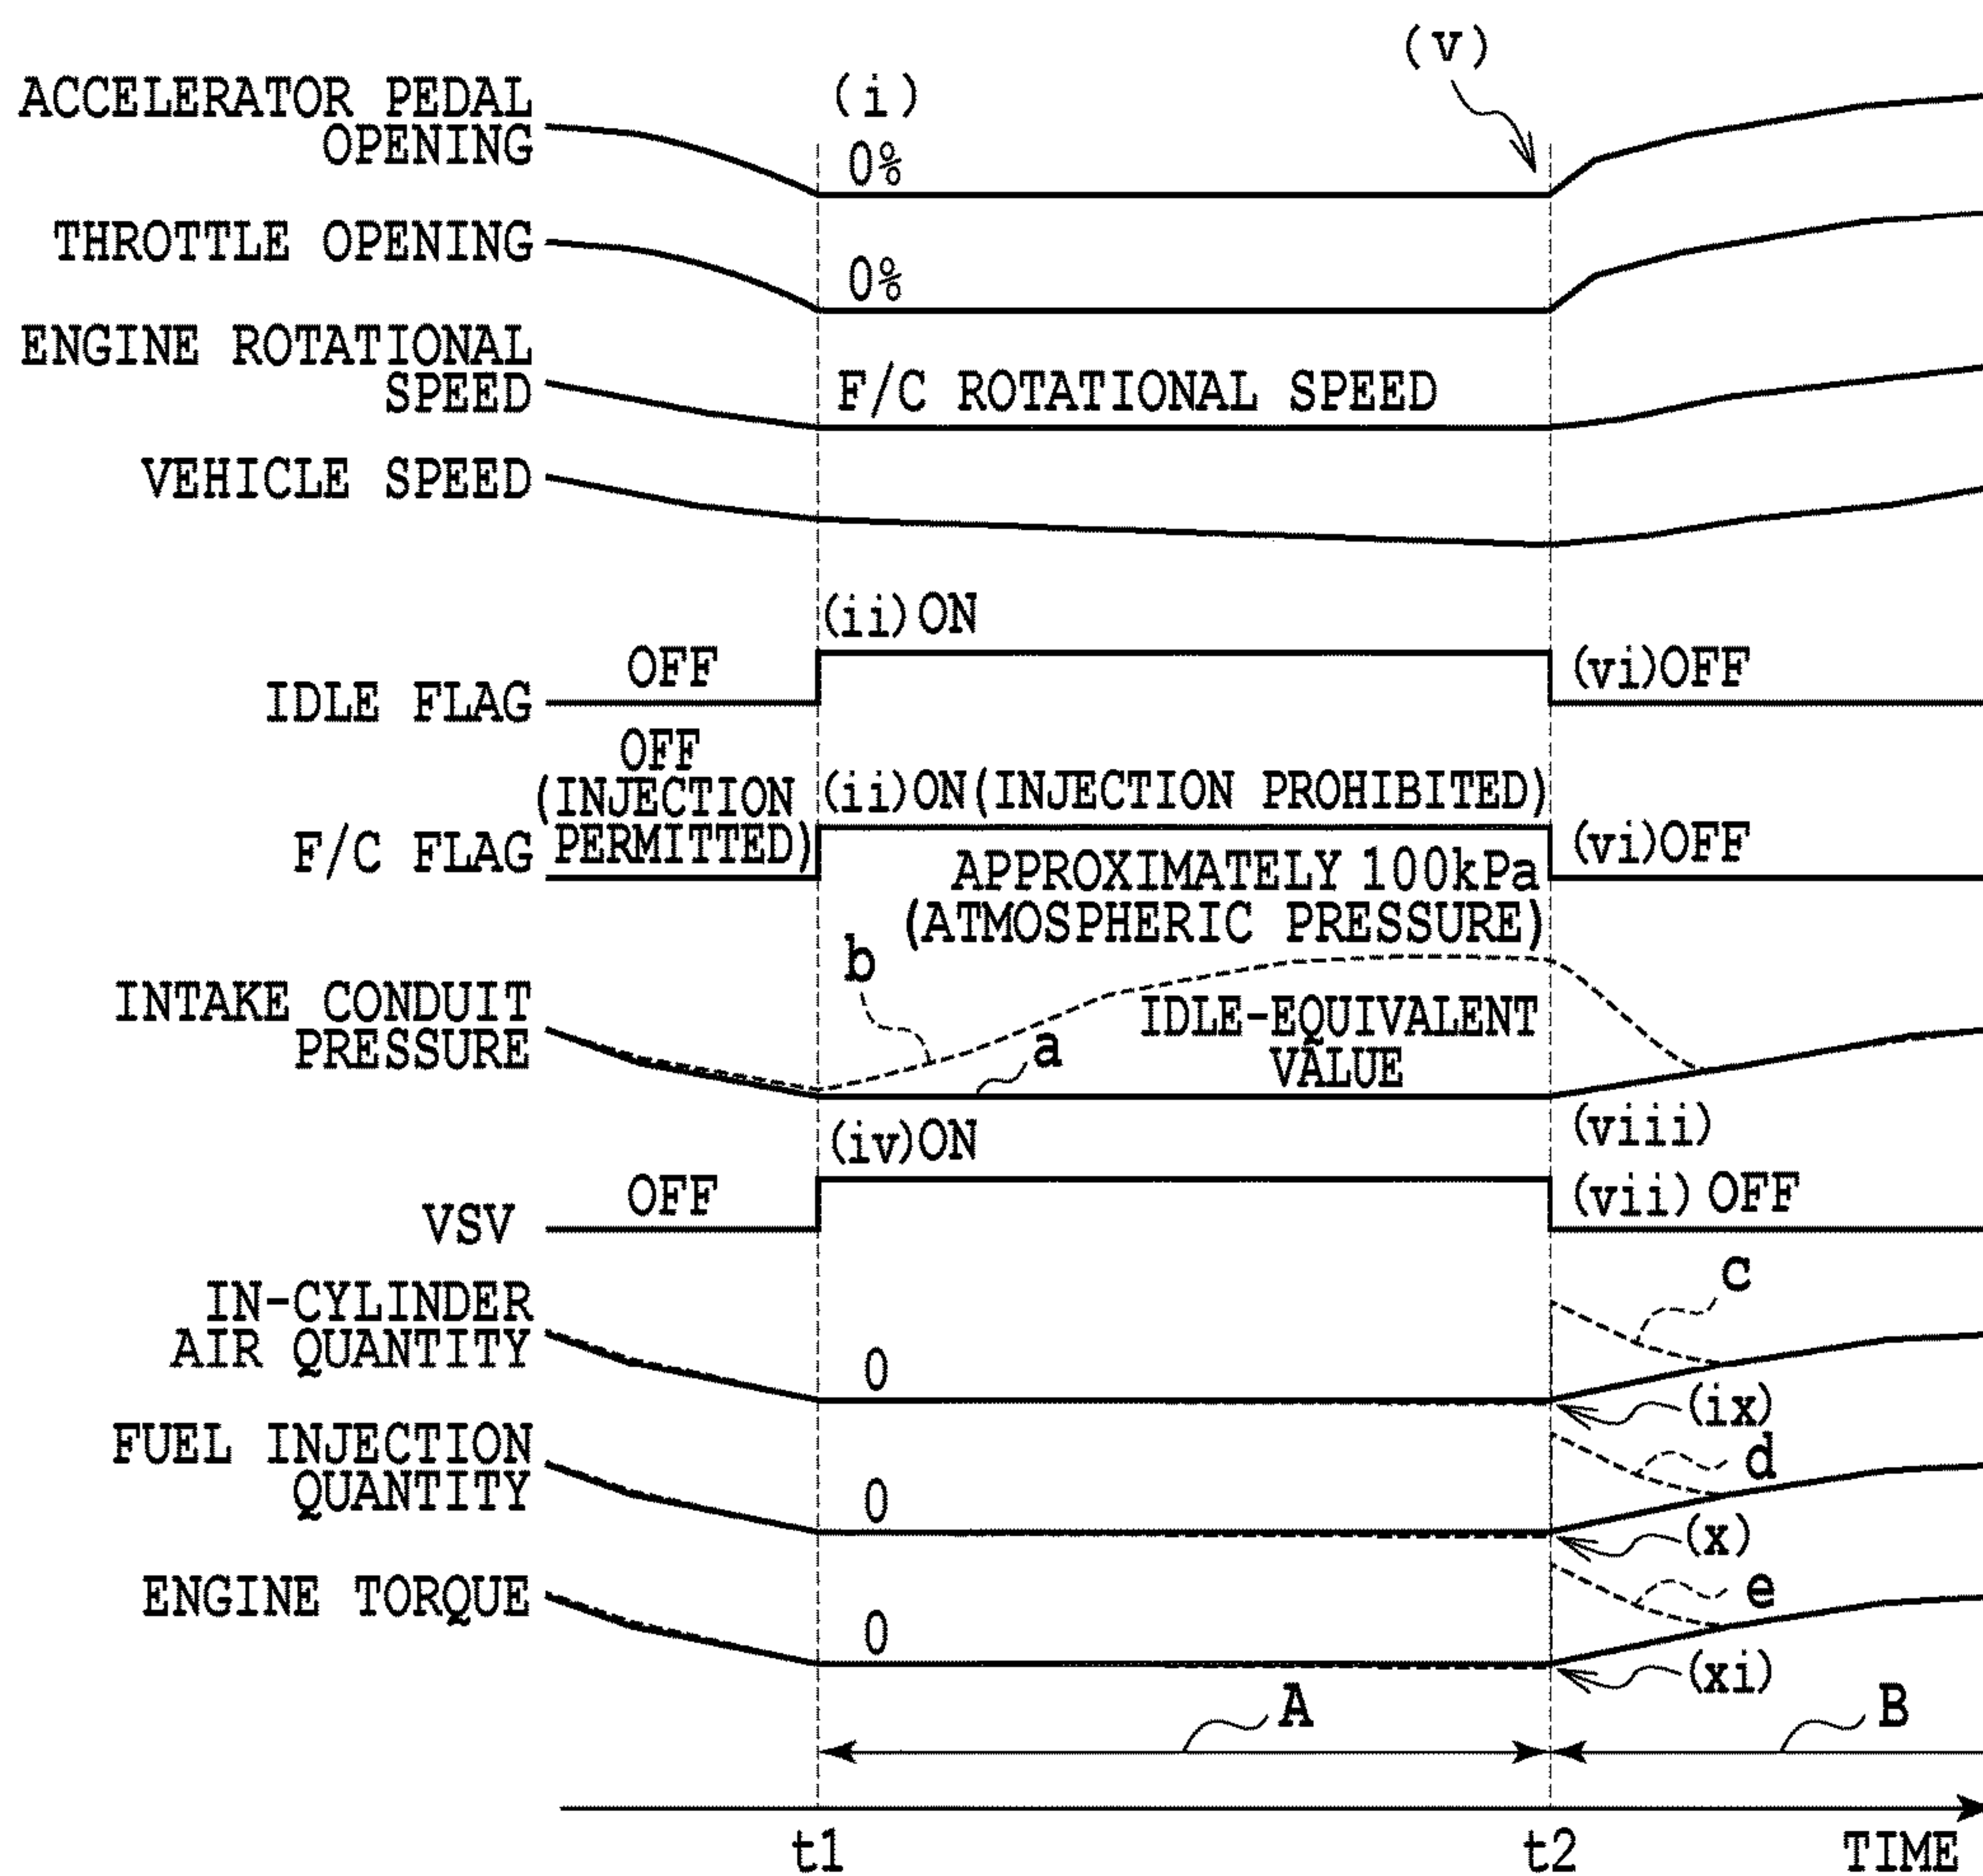 (v)
ACCELERATOR PEDAL
OPENING
(i)
0%
THROTTLE OPENING
0%
ENGINE ROTATIONAL
SPEED
F/C ROTATIONAL SPEED
VEHICLE SPEED
(ii) ON
OFF
(vi) OFF
IDLE FLAG
OFF
(INJECTION
PERMITTED)
(ii) ON (INJECTION PROHIBITED)
F/C FLAG
(vi) OFF
APPROXIMATELY 100kPa
(ATMOSPHERIC PRESSURE)
b
INTAKE CONDUIT
PRESSURE
IDLE-EQUIVALENT
VALUE
a
(viii)
(iv) ON
OFF
(vii) OFF
VSV
c
IN-CYLINDER
AIR QUANTITY
0
(ix)
FUEL INJECTION
QUANTITY
d
0
(x)
ENGINE TORQUE
e
0
(xi)
A
B
t1
t2
TIME